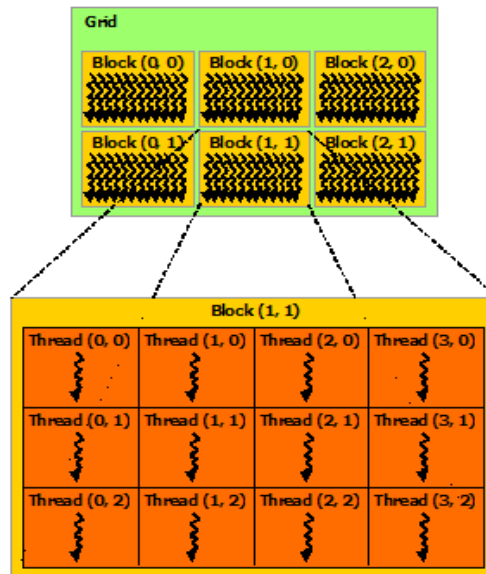 Grid
Block (0, 0) Block (1, 0) Block (2, 0)
Block (0, 1) Block (1, 1) Block (2, 1)
Block (1, 1)
Thread (0, 0) Thread (1, 0) Thread (2, 0) Thread (3, 0)
Thread (0, 1) Thread (1, 1) Thread (2, 1) Thread (3, 1)
Thread (0, 2) Thread (1, 2) Thread (2, 2) Thread (3, 2)